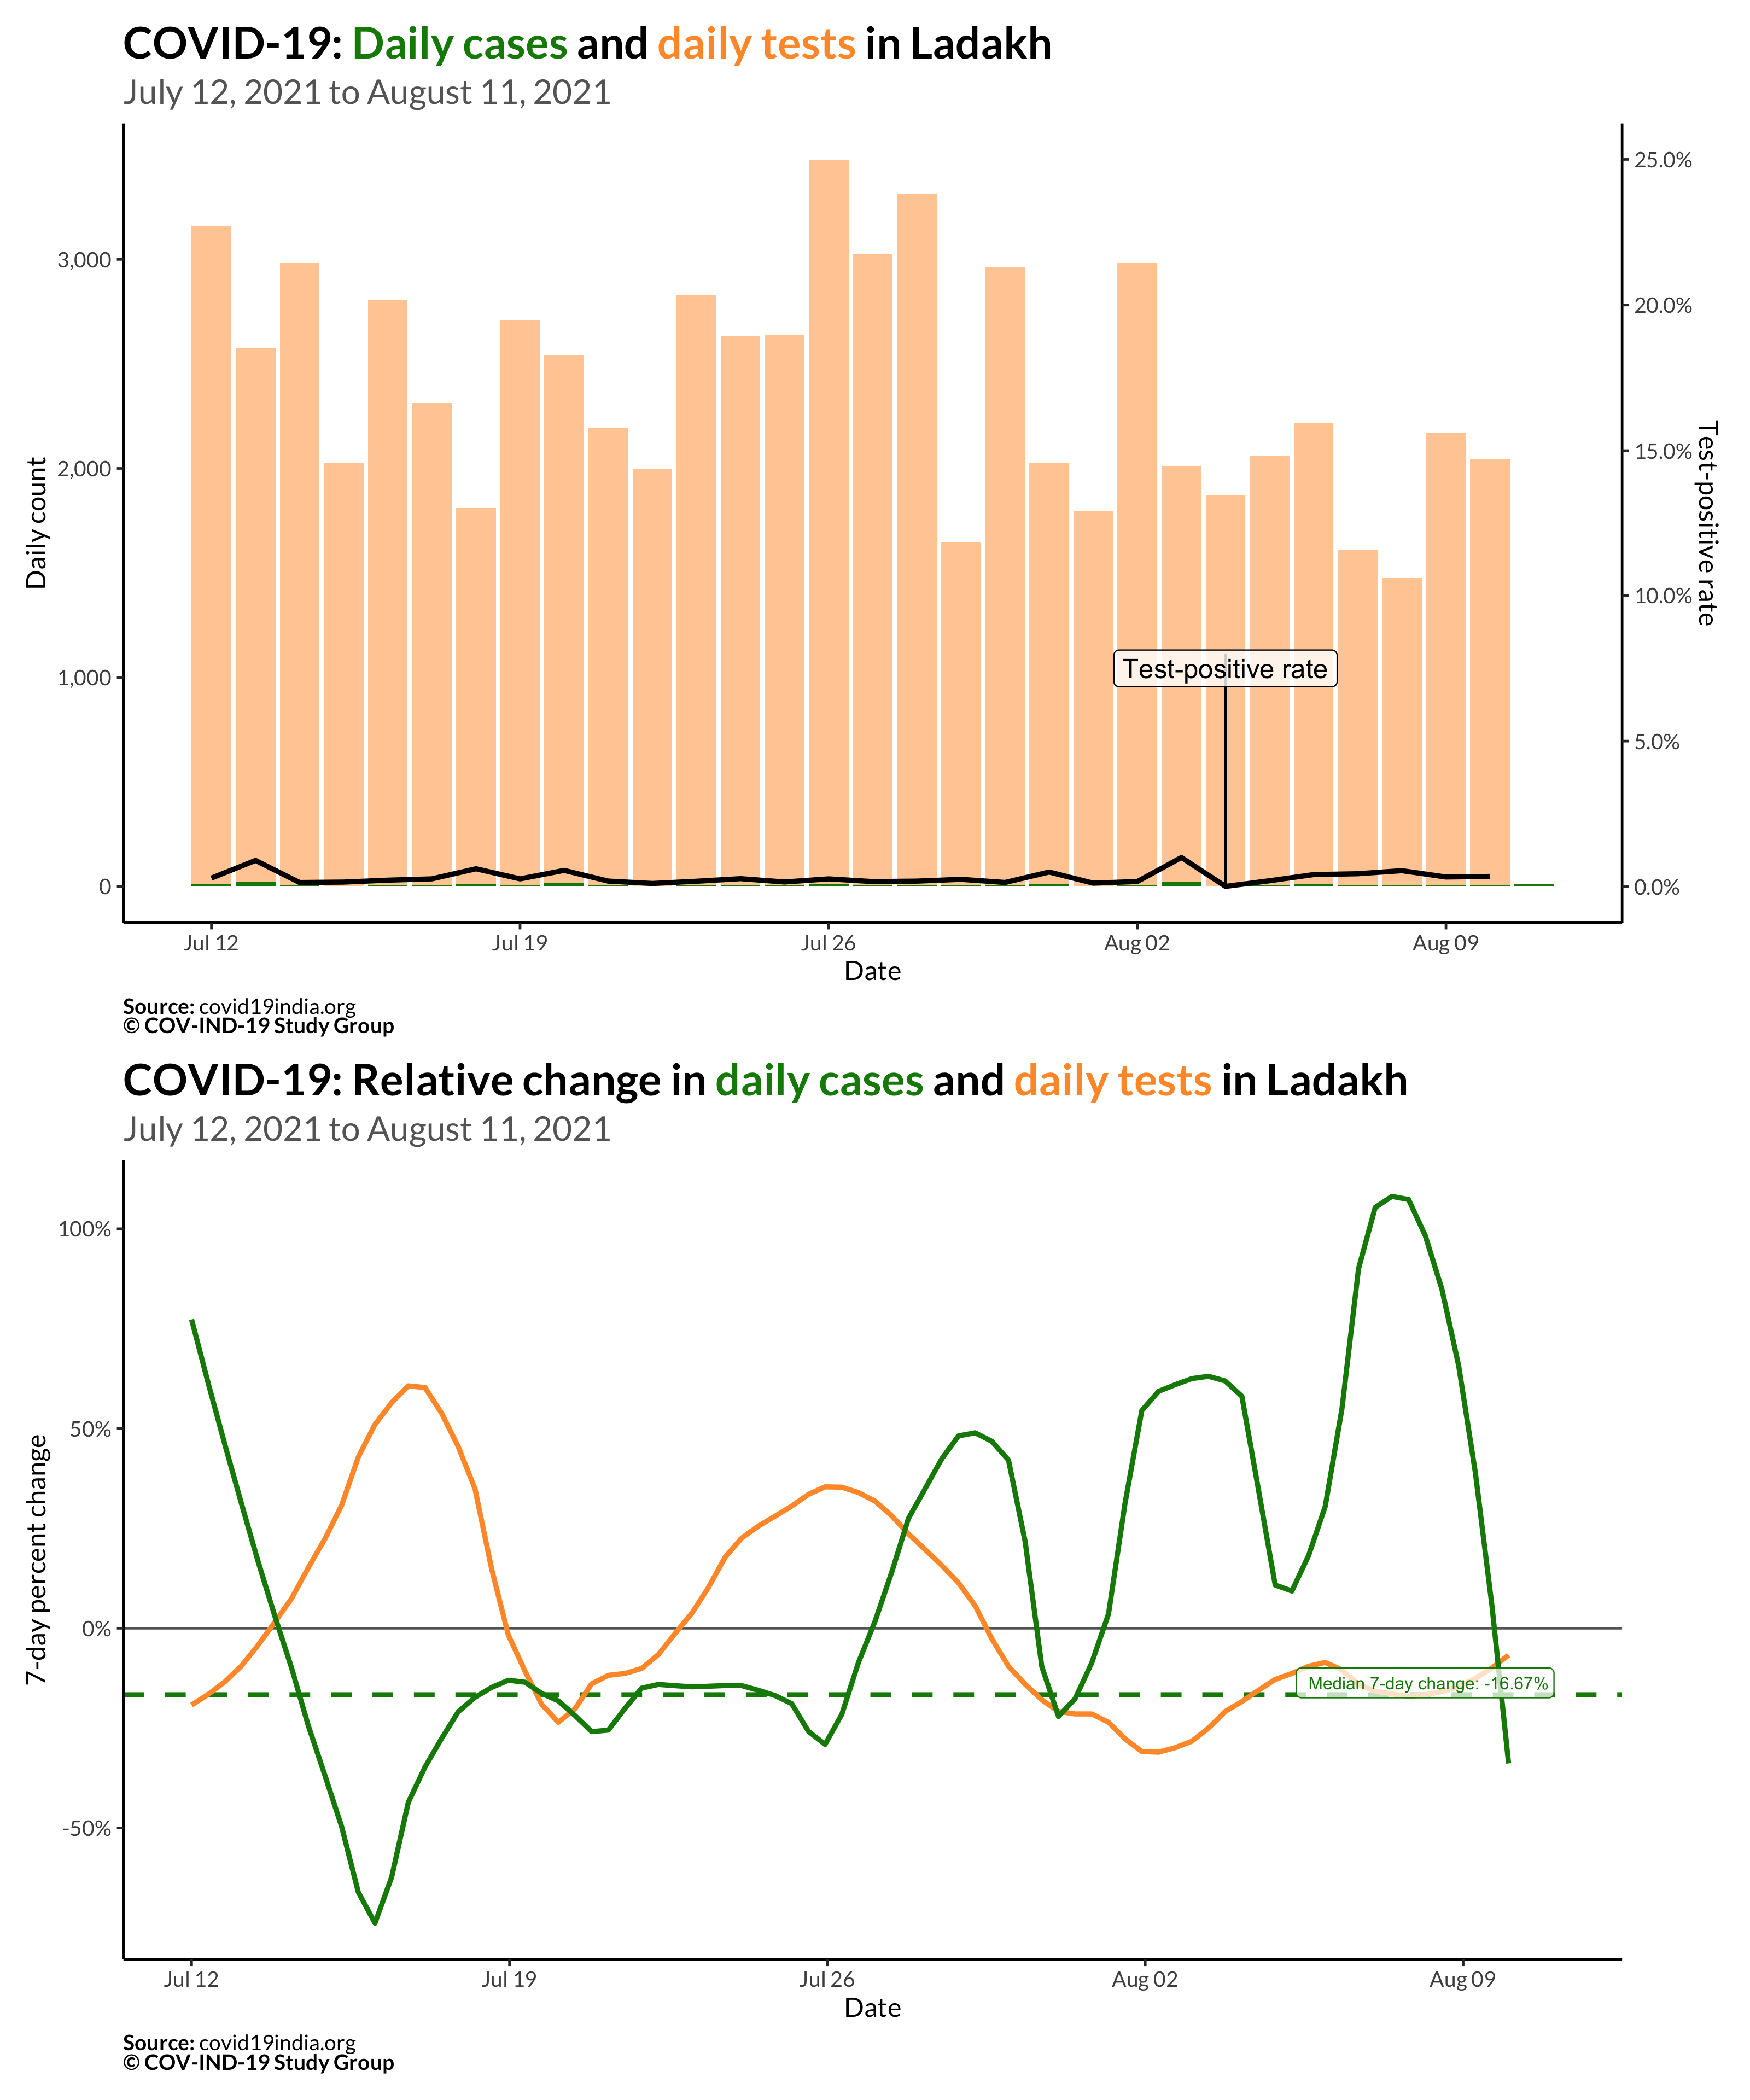 COVID-19: Daily cases and daily tests in Ladakh
July 12, 2021 to August 11, 2021
Daily count
3,000
2,000
1,000
0
25.0%
20.0%
15.0%
10.0%
5.0%
0.0%
Test-positive rate
Test-positive rate
Jul 12
Jul 19
Jul 26
Aug 02
Aug 09
Date
Source: covid19india.org
© COV-IND-19 Study Group
COVID-19: Relative change in daily cases and daily tests in Ladakh
July 12, 2021 to August 11, 2021
7-day percent change
100%
50%
0%
-50%
Median 7-day change: -16.67%
Jul 12
Jul 19
Jul 26
Aug 02
Aug 09
Date
Source: covid19india.org
© COV-IND-19 Study Group